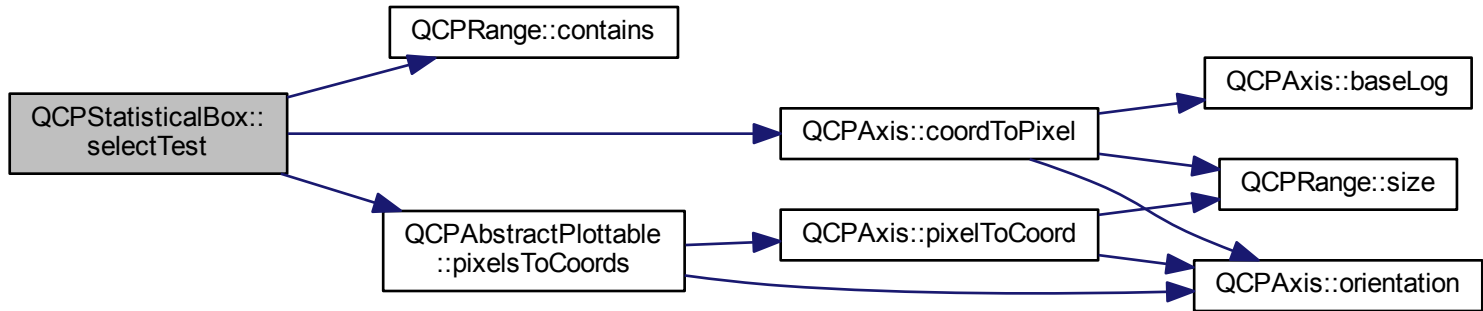 QCPRange::contains
QCPStatisticalBox::
selectTest
QCPAxis::coordToPixel
QCPAxis::baseLog
QCPRange::size
QCPAbstractPlottable
::pixelsToCoords
QCPAxis::pixelToCoord
QCPAxis::orientation